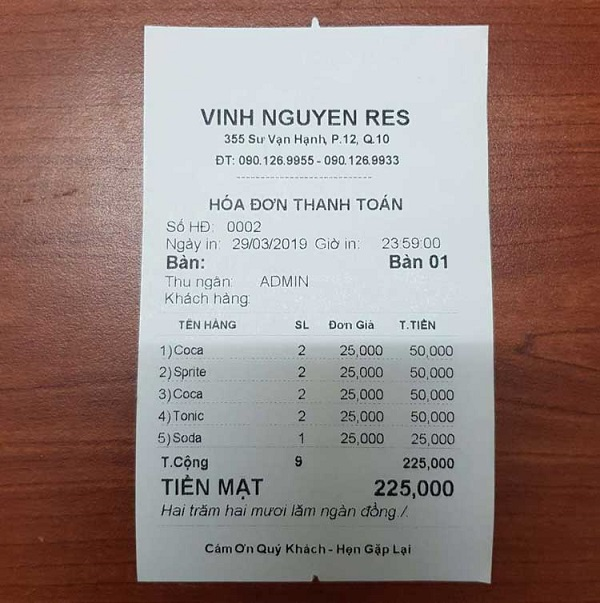 VINH NGUYEN RES
355 Sư Vạn Hạnh, P.12, Q.10
ĐT: 090.126.9955 - 090.126.9933
HÓA ĐƠN THANH TOÁN
Số HĐ: 0002
Ngày in: 29/03/2019 Giờ in: 23:59:00
Bàn: Bàn 01
Thu ngân: ADMIN
Khách hàng:
TÊN HÀNG SL Đơn Giá T.TIỀN
1) Coca 2 25,000 50,000
2) Sprite 2 25,000 50,000
3) Coca 2 25,000 50,000
4) Tonic 2 25,000 50,000
5) Soda 1 25,000 25,000
T.Cộng 9 225,000
TIỀN MẶT 225,000
Hai trăm hai mươi lăm ngàn đồng./.
Cám Ơn Quý Khách - Hẹn Gặp Lại